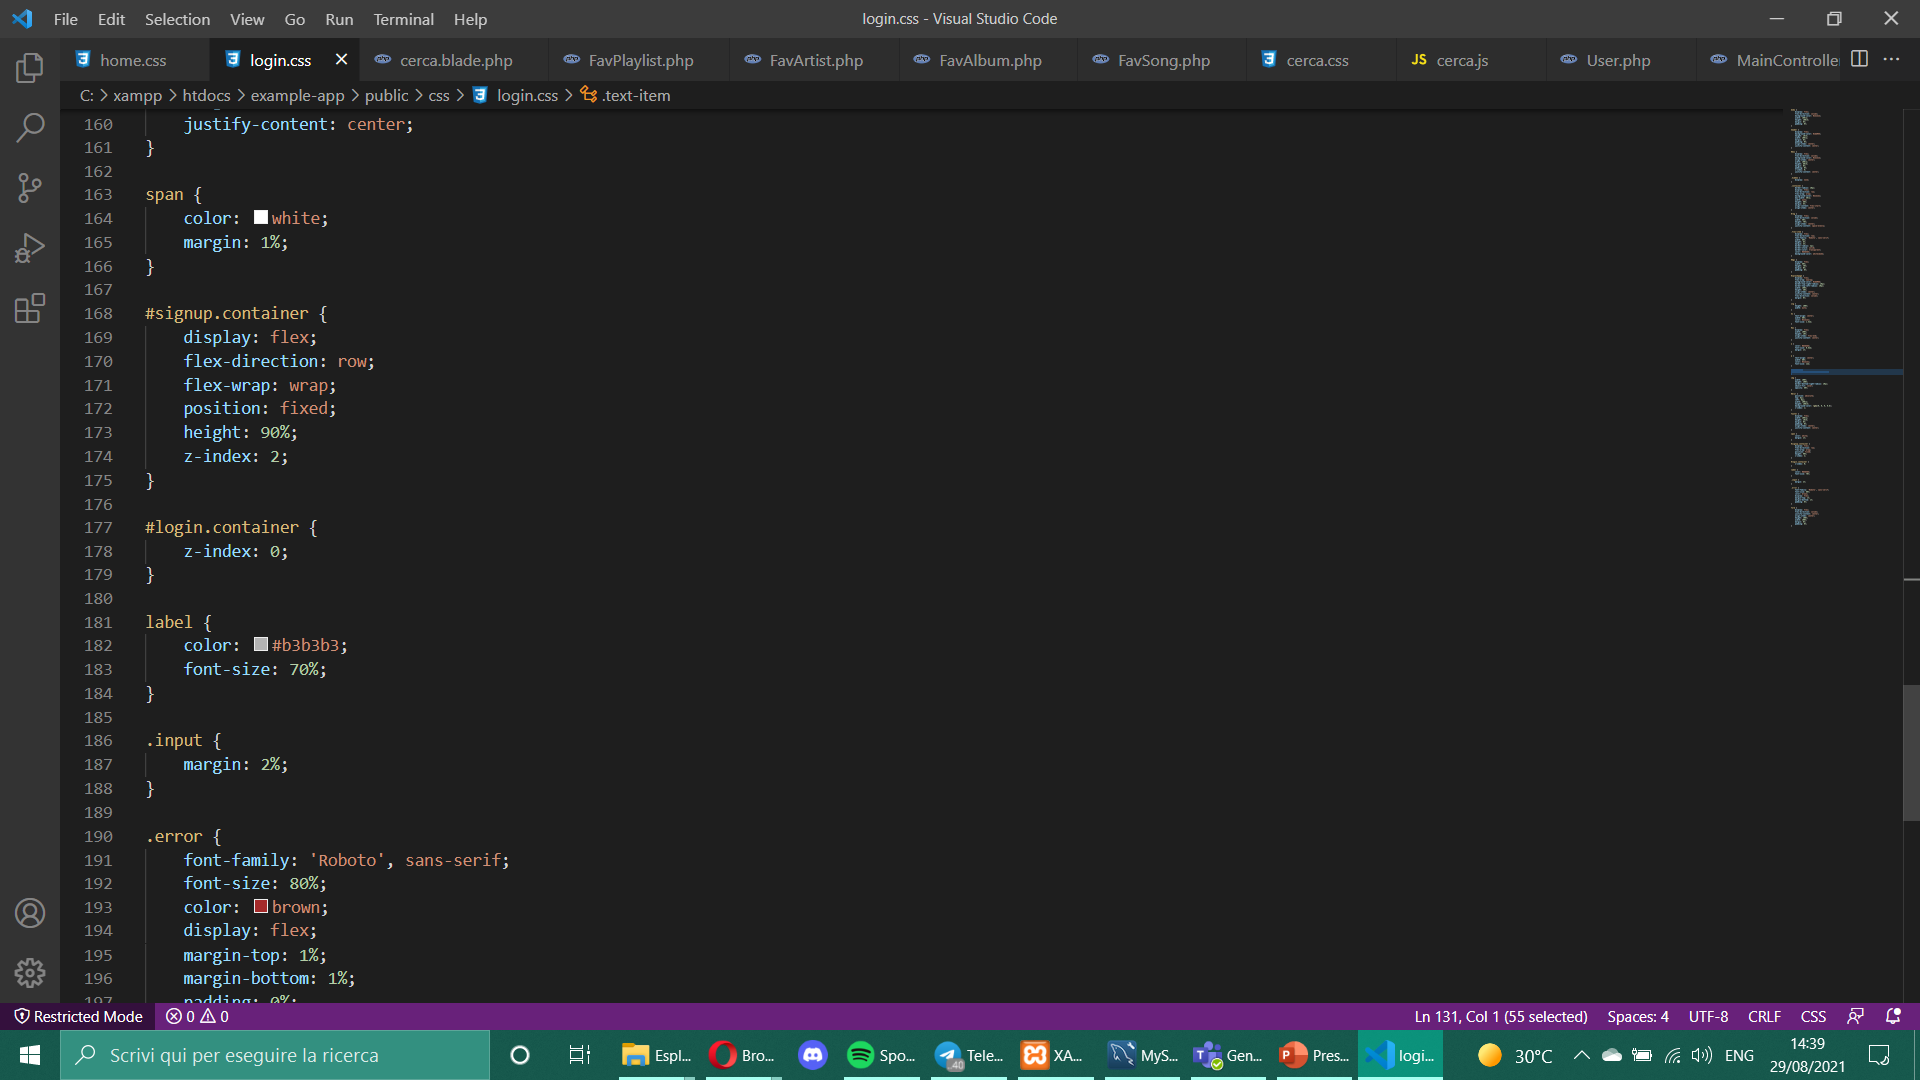 File Edit Selection View Go Run Terminal Help login.css - Visual Studio Code
home.css login.css cerca.blade.php FavPlaylist.php FavArtist.php FavAlbum.php FavSong.php cerca.css JS cerca.js User.php MainControlle
C: > xampp > htdocs > example-app > public > css > login.css > .text-item
160 justify-content: center;
161 }
162
163 span {
164 color: white;
165 margin: 1%;
166 }
167
168 #signup.container {
169 display: flex;
170 flex-direction: row;
171 flex-wrap: wrap;
172 position: fixed;
173 height: 90%;
174 z-index: 2;
175 }
176
177 #login.container {
178 z-index: 0;
179 }
180
181 label {
182 color: #b3b3b3;
183 font-size: 70%;
184 }
185
186 .input {
187 margin: 2%;
188 }
189
190 .error {
191 font-family: 'Roboto', sans-serif;
192 font-size: 80%;
193 color: brown;
194 display: flex;
195 margin-top: 1%;
196 margin-bottom: 1%;
197 padding: 0%;
Restricted Mode 0 0 Ln 131, Col 1 (55 selected) Spaces: 4 UTF-8 CRLF CSS
Scrivi qui per eseguire la ricerca Espl... Bro... Spo... 40 Tele... XA... MyS... Gen... Pres... logi... 30°C ENG 14:39
29/08/2021